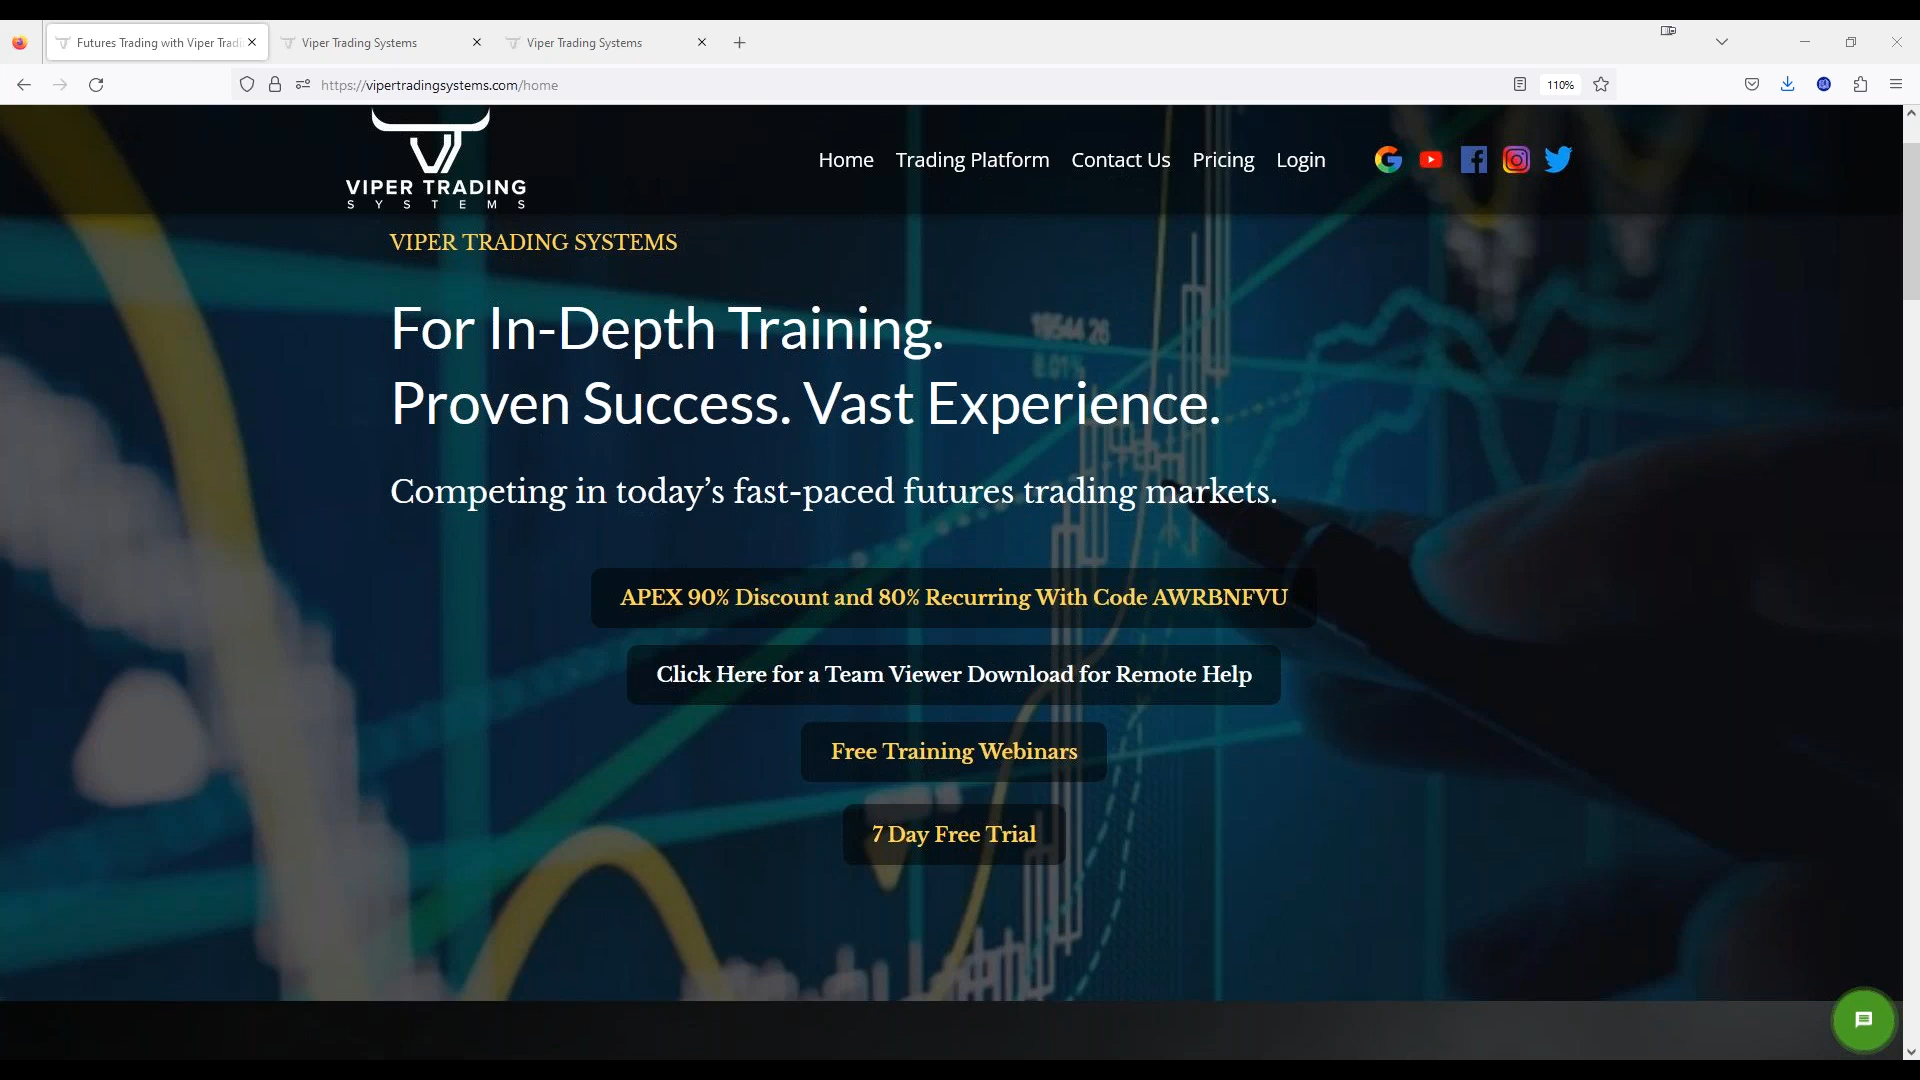 Futures Trading with Viper Tradi
Viper Trading Systems
Viper Trading Systems
https://vipertradingsystems.com/home
110%
VIPER TRADING
SYSTEMS
Home Trading Platform Contact Us Pricing Login
VIPER TRADING SYSTEMS
For In-Depth Training.
Proven Success. Vast Experience.
Competing in today’s fast-paced futures trading markets.
APEX 90% Discount and 80% Recurring With Code AWRBNFVU
Click Here for a Team Viewer Download for Remote Help
Free Training Webinars
7 Day Free Trial